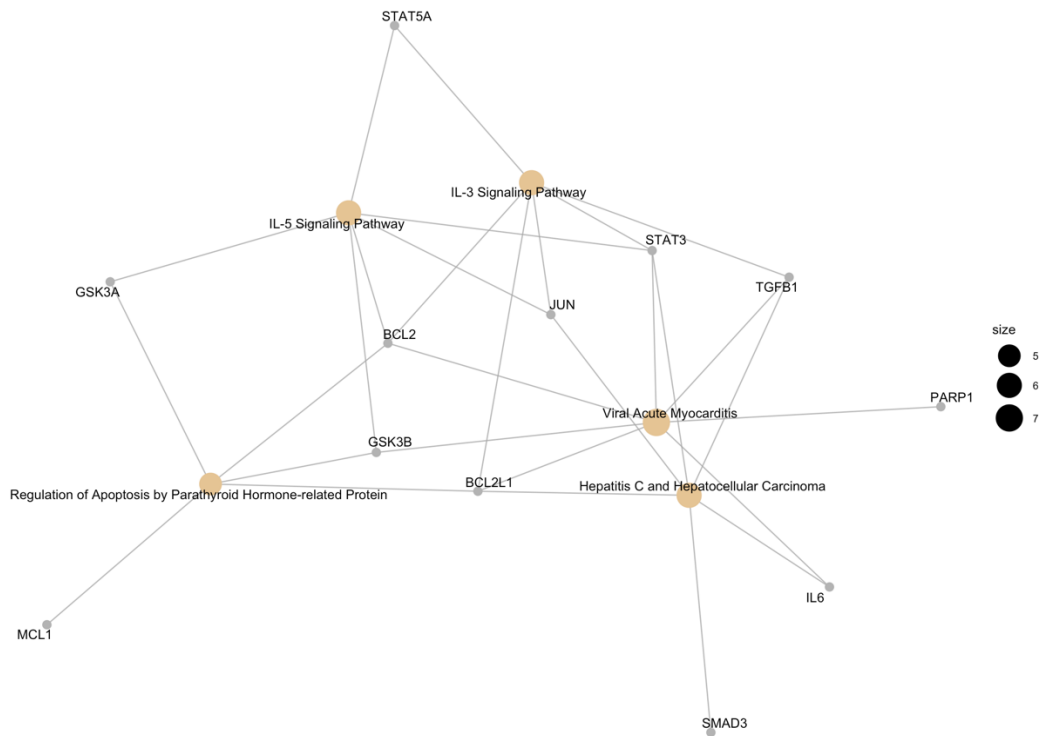 STAT5A
IL-3 Signaling Pathway
IL-5 Signaling Pathway
STAT3
GSK3A
TGFB1
JUN
BCL2
size
5
6
7
PARP1
Viral Acute Myocarditis
GSK3B
BCL2L1
Hepatitis C and Hepatocellular Carcinoma
Regulation of Apoptosis by Parathyroid Hormone-related Protein
IL6
MCL1
SMAD3